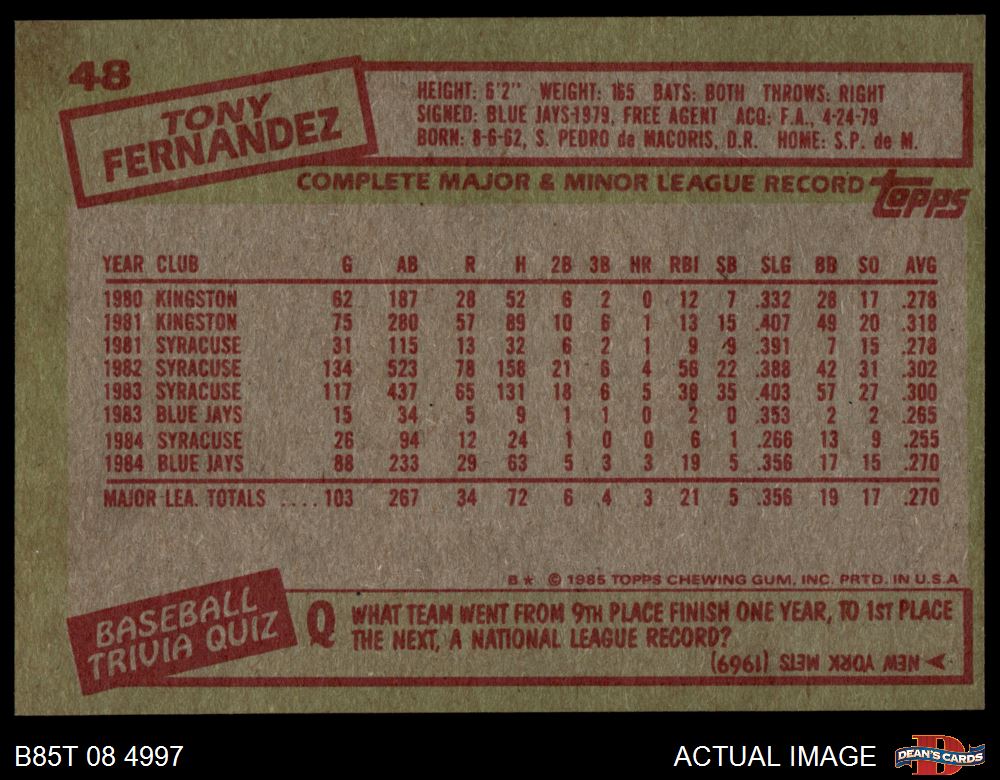 48
TONY
FERNANDEZ
HEIGHT: 6'2" WEIGHT: 165 BATS: BOTH THROWS: RIGHT
SIGNED: BLUE JAYS-1979, FREE AGENT ACQ: F.A., 4-24-79
BORN: 8-6-62, S. PEDRO de MACORIS, D.R. HOME: S.P. de M.
COMPLETE MAJOR & MINOR LEAGUE RECORD topps
YEAR CLUB G AB R H 2B 3B HR RBI SB SLG BB SO AVG
1980 KINGSTON 62 187 28 52 6 2 0 12 7 .332 28 17 .278
1981 KINGSTON 75 280 57 89 10 6 1 13 15 .407 49 20 .318
1981 SYRACUSE 31 115 13 32 6 2 1 9 9 .391 7 15 .278
1982 SYRACUSE 134 523 78 158 21 6 4 56 22 .388 42 31 .302
1983 SYRACUSE 117 437 65 131 18 6 5 38 35 .403 57 27 .300
1983 BLUE JAYS 15 34 5 9 1 1 0 2 0 .353 2 2 .265
1984 SYRACUSE 26 94 12 24 1 0 0 6 1 .266 13 9 .255
1984 BLUE JAYS 88 233 29 63 5 3 3 19 5 .356 17 15 .270
MAJOR LEA. TOTALS .... 103 267 34 72 6 4 3 21 5 .356 19 17 .270
B* © 1985 TOPPS CHEWING GUM, INC. PRTD. IN U.S.A
BASEBALL
TRIVIA QUIZ
Q WHAT TEAM WENT FROM 9TH PLACE FINISH ONE YEAR, TO 1ST PLACE
THE NEXT, A NATIONAL LEAGUE RECORD?
A NEW YORK METS (1969)
B85T 08 4997
ACTUAL IMAGE
DEAN'S CARDS